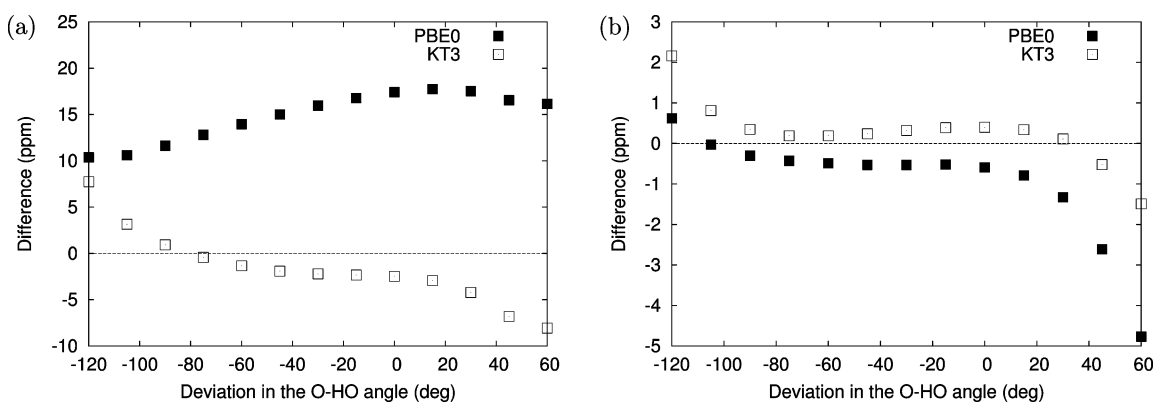 (a)
25
20
15
10
5
0
-5
-10
Difference (ppm)
PBE0
KT3
-120 -100 -80 -60 -40 -20 0 20 40 60
Deviation in the O-HO angle (deg)
(b)
3
2
1
0
-1
-2
-3
-4
-5
Difference (ppm)
PBE0
KT3
-120 -100 -80 -60 -40 -20 0 20 40 60
Deviation in the O-HO angle (deg)